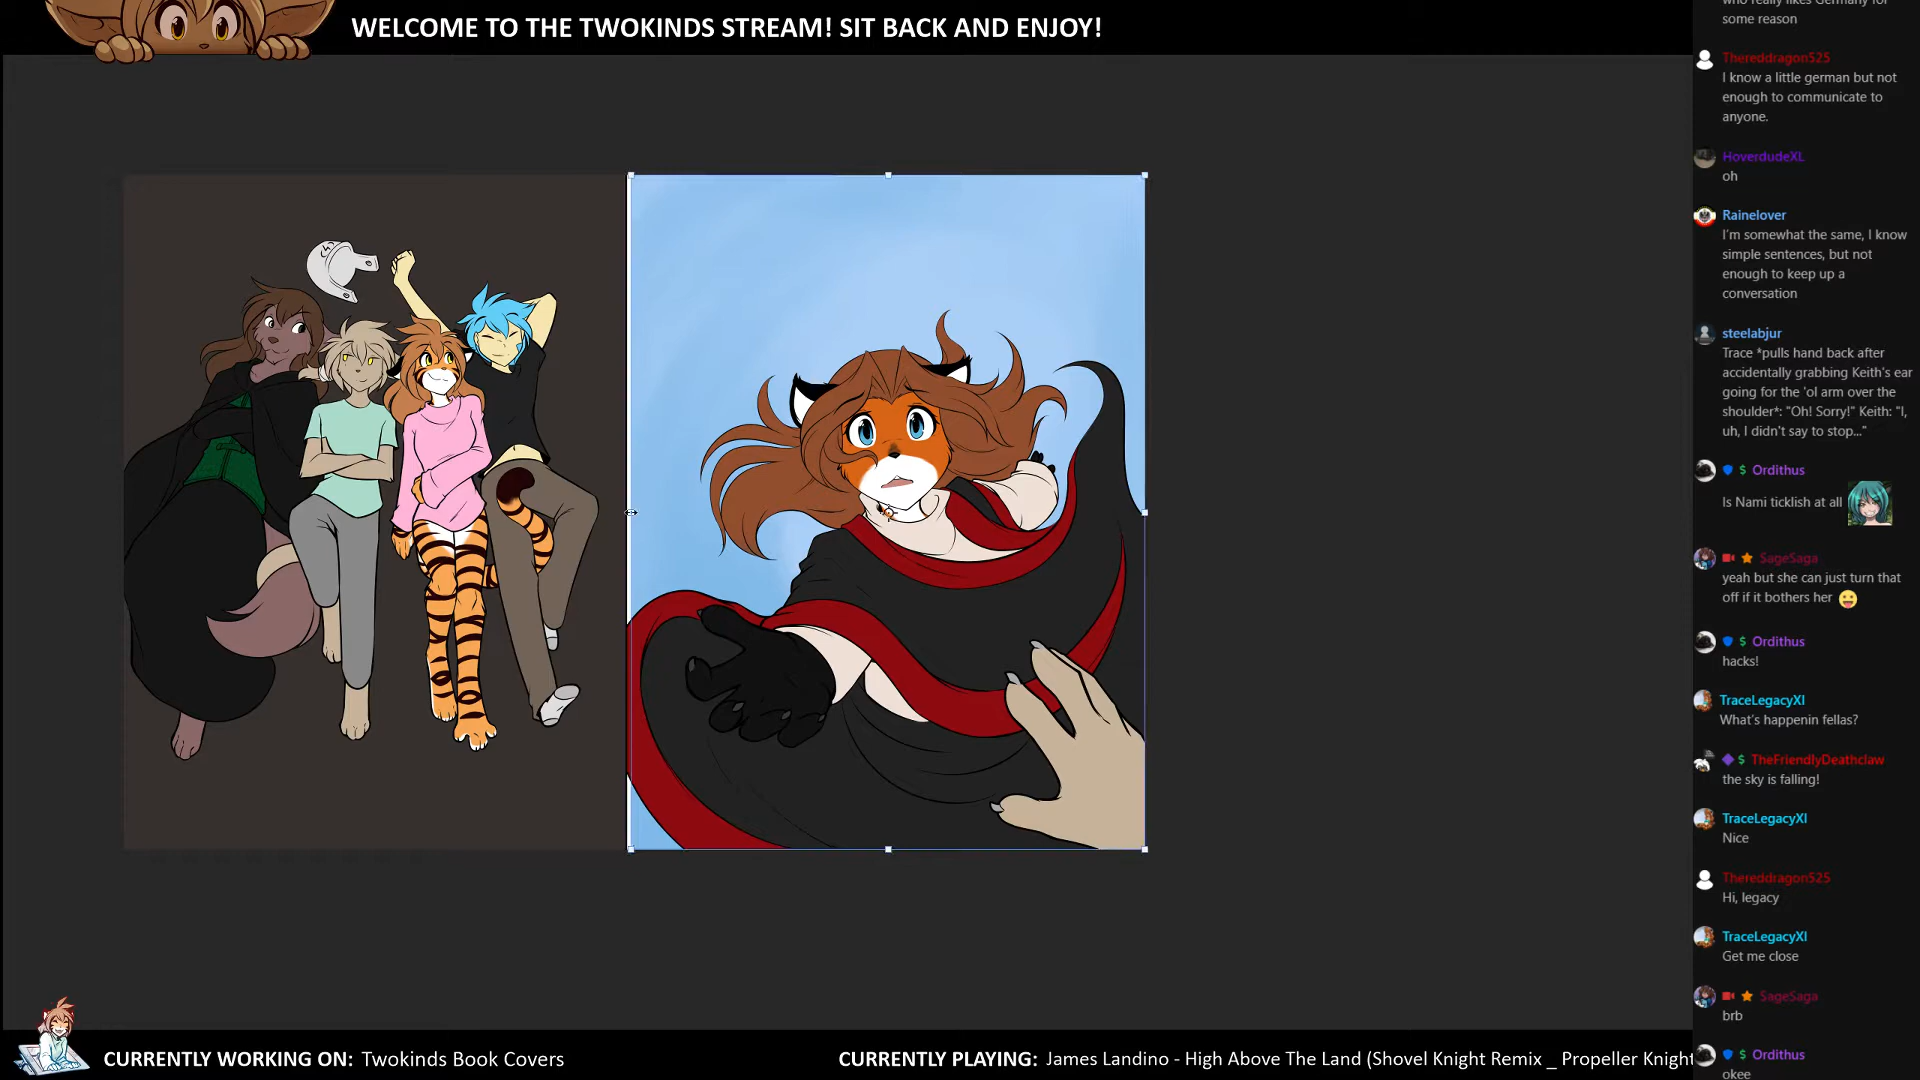 WELCOME TO THE TWOKINDS STREAM! SIT BACK AND ENJOY!
who really likes Germany for
some reason
Thereddragon525
I know a little german but not
enough to communicate to
anyone.
HoverdudeXL
oh
Rainelover
I'm somewhat the same, I know
simple sentences, but not
enough to keep up a
conversation
steelabjur
Trace *pulls hand back after
accidentally grabbing Keith's ear
going for the 'ol arm over the
shoulder*: "Oh! Sorry!" Keith: "I,
uh, I didn't say to stop..."
$ Ordithus
Is Nami ticklish at all
SageSaga
yeah but she can just turn that
off if it bothers her
$ Ordithus
hacks!
TraceLegacyXI
What's happenin fellas?
$ TheFriendlyDeathclaw
the sky is falling!
TraceLegacyXI
Nice
Thereddragon525
Hi, legacy
TraceLegacyXI
Get me close
SageSaga
brb
$ Ordithus
okee
CURRENTLY WORKING ON: Twokinds Book Covers
CURRENTLY PLAYING: James Landino - High Above The Land (Shovel Knight Remix _ Propeller Knight